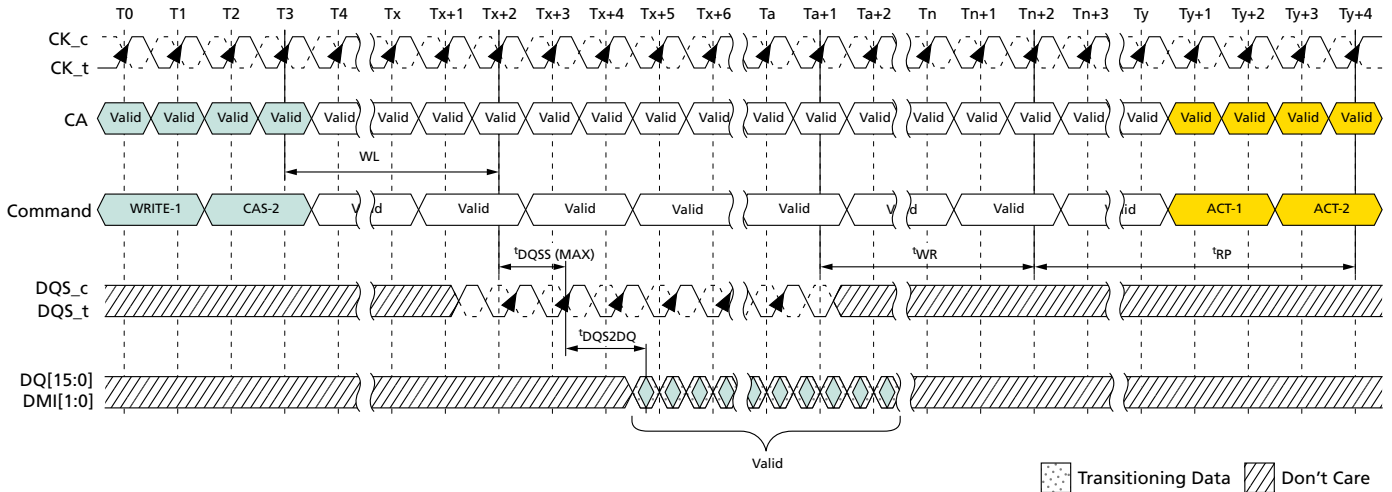 T0 T1 T2 T3 T4 Tx Tx+1 Tx+2 Tx+3 Tx+4 Tx+5 Tx+6 Ta Ta+1 Ta+2 Tn Tn+1 Tn+2 Tn+3 Ty Ty+1 Ty+2 Ty+3 Ty+4
CK_c
CK_t
CA Valid Valid Valid Valid Valid Valid Valid Valid Valid Valid Valid Valid Valid Valid Valid Valid Valid Valid Valid Valid Valid Valid Valid Valid
WL
Command WRITE-1 CAS-2 Valid Valid Valid Valid Valid Valid ACT-1 ACT-2
tDQSS (MAX) tWR tRP
DQS_c
DQS_t
tDQS2DQ
DQ[15:0]
DMI[1:0]
Valid
Transitioning Data Don't Care